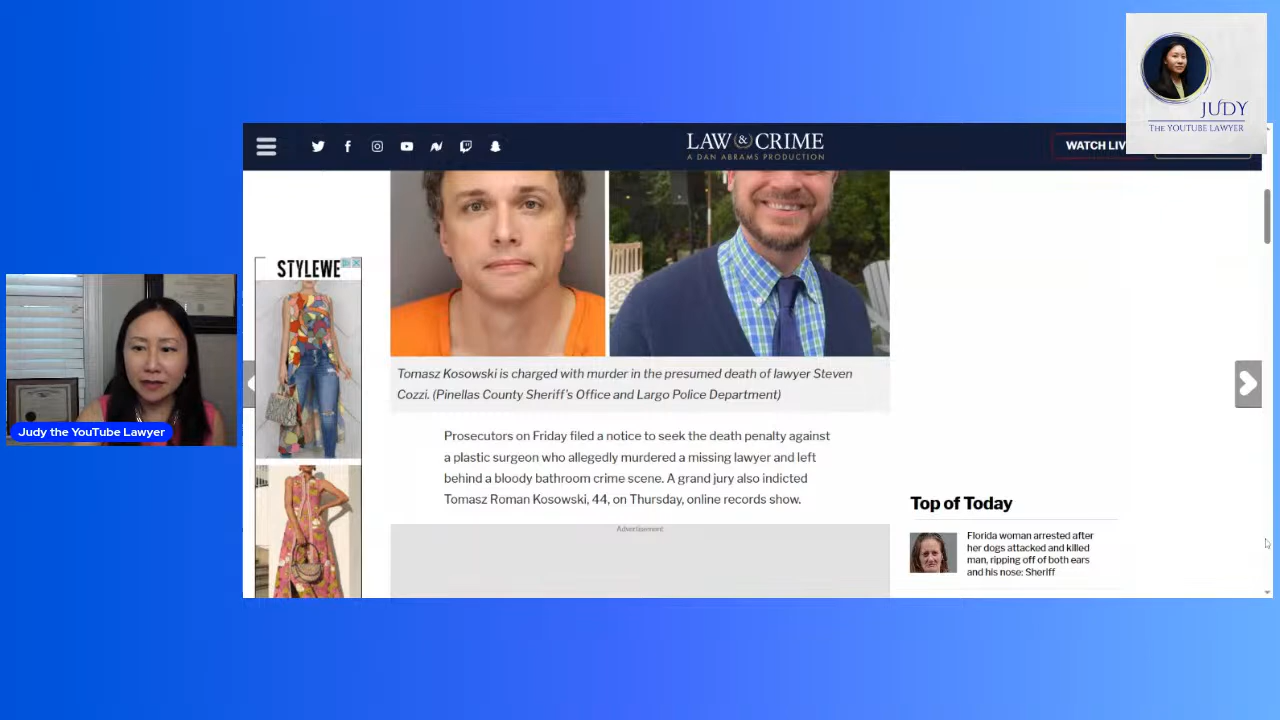 JUDY
THE YOUTUBE LAWYER
LAW & CRIME
A DAN ABRAMS PRODUCTION
WATCH LIV
STYLEWE
Judy the YouTube Lawyer
Tomasz Kosowski is charged with murder in the presumed death of lawyer Steven
Cozzi. (Pinellas County Sheriff's Office and Largo Police Department)
Prosecutors on Friday filed a notice to seek the death penalty against
a plastic surgeon who allegedly murdered a missing lawyer and left
behind a bloody bathroom crime scene. A grand jury also indicted
Tomasz Roman Kosowski, 44, on Thursday, online records show.
Advertisement
Top of Today
Florida woman arrested after
her dogs attacked and killed
man, ripping off of both ears
and his nose: Sheriff